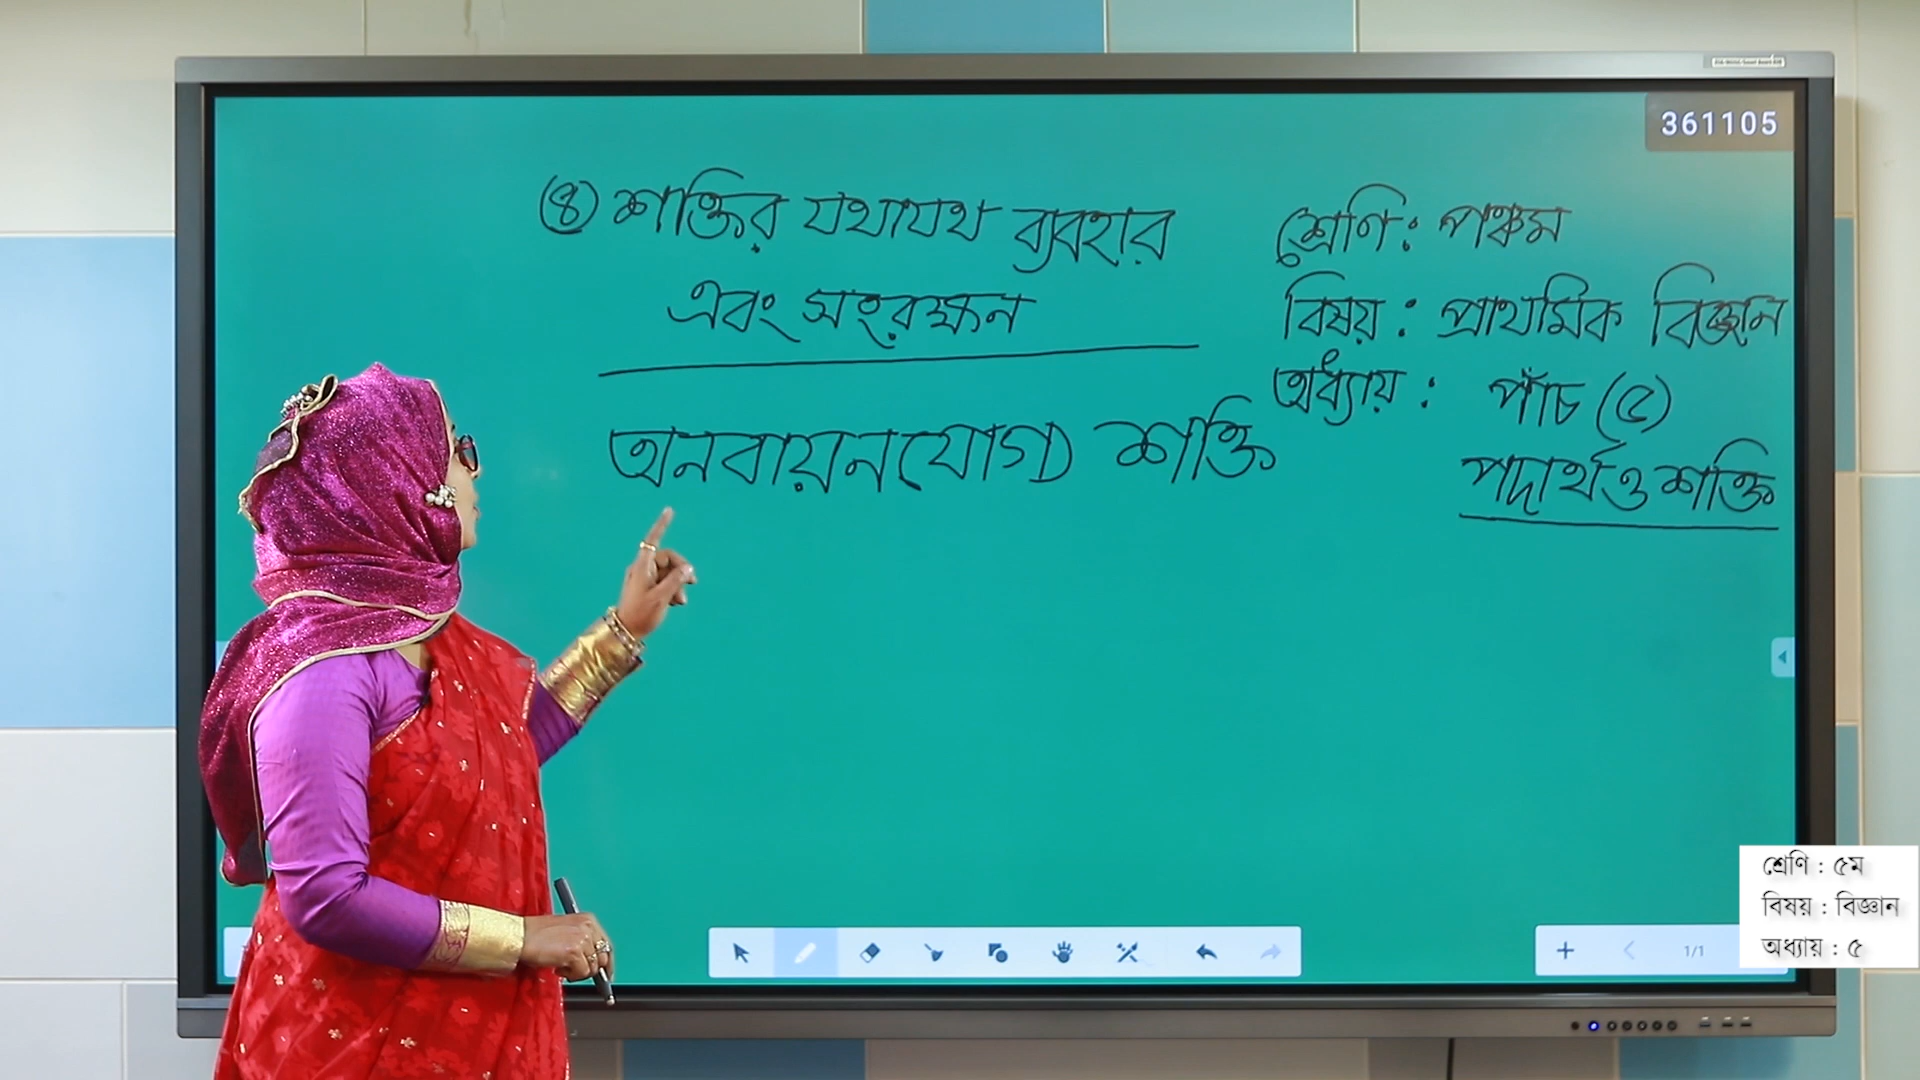 361105
(৪) শক্তির যথাযথ ব্যবহার
এবং সংরক্ষন
অনবায়নযোগ্য শক্তি
শ্রেণি : পঞ্চম
বিষয় : প্রাথমিক বিজ্ঞান
অধ্যায় : পাঁচ (৫)
পদার্থ ও শক্তি
1/1
শ্রেণি : ৫ম
বিষয় : বিজ্ঞান
অধ্যায় : ৫